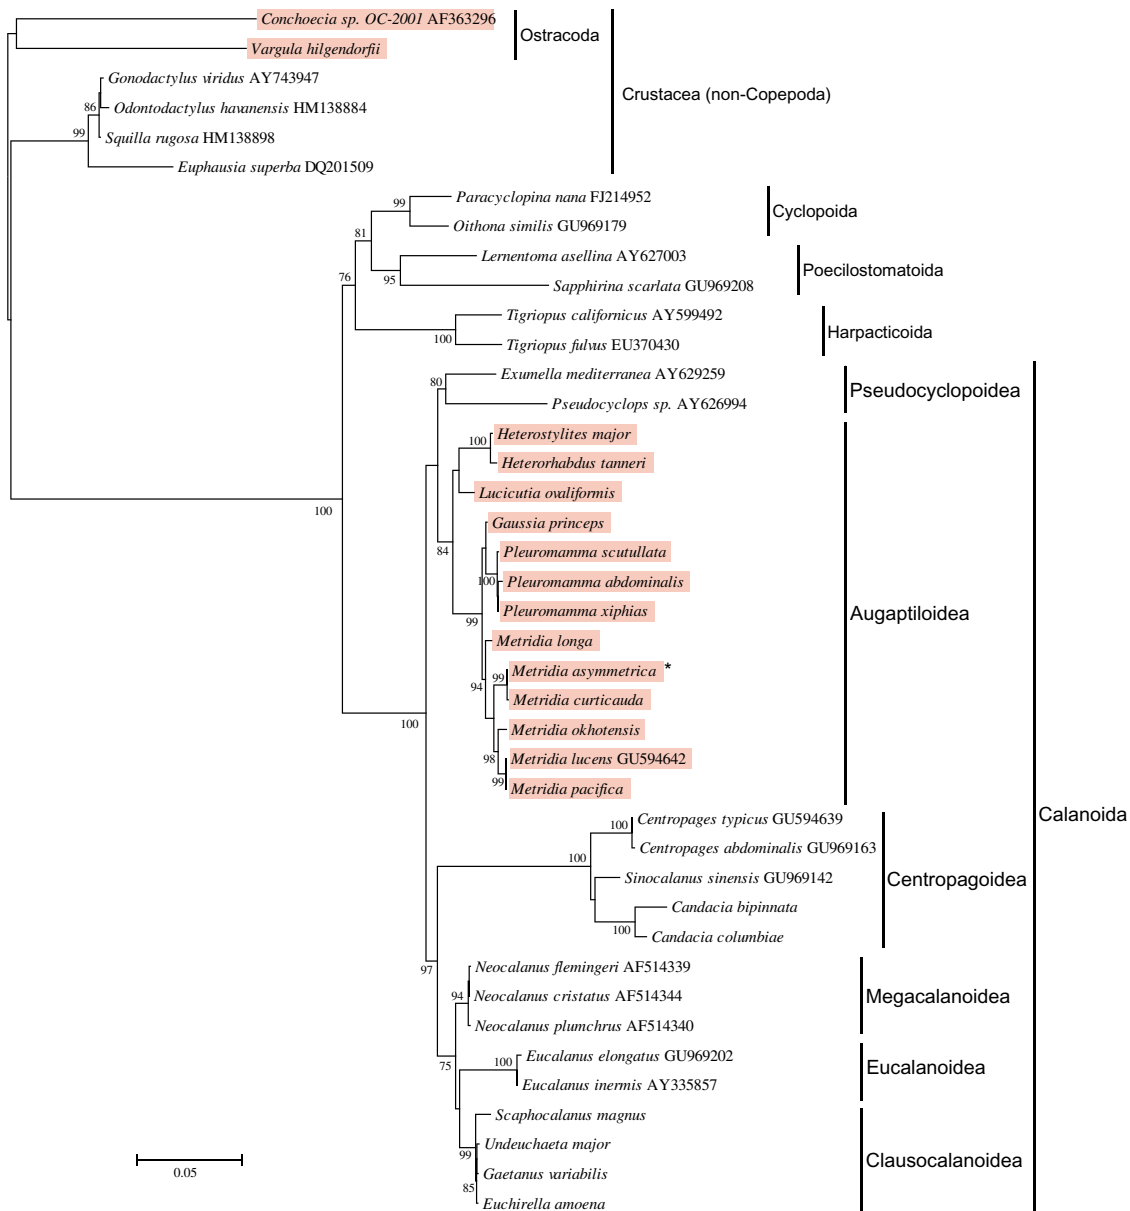 Conchoecia sp. OC-2001 AF363296
Ostracoda
Vargula hilgendorfii
Gonodactylus viridus AY743947
Crustacea (non-Copepoda)
86
Odontodactylus havanensis HM138884
99
Squilla rugosa HM138898
Euphausia superba DQ201509
Paracyclopina nana FJ214952
99
Cyclopoida
Oithona similis GU969179
81
Lernentoma asellina AY627003
Poecilostomatoida
76
95
Sapphirina scarlata GU969208
Tigriopus californicus AY599492
Harpacticoida
100
Tigriopus fulvus EU370430
Exumella mediterranea AY629259
80
Pseudocyclopoidea
Pseudocyclops sp. AY626994
Heterostylites major
100
Heterorhabdus tanneri
Lucicutia ovaliformis
Gaussia princeps
84
Pleuromamma scutullata
100
Pleuromamma abdominalis
Pleuromamma xiphias
Augaptiloidea
99
Metridia longa
Metridia asymmetrica *
99
94
Metridia curticauda
Metridia okhotensis
100
98
Metridia lucens GU594642
99
Metridia pacifica
Calanoida
Centropages typicus GU594639
100
Centropages abdominalis GU969163
100
Sinocalanus sinensis GU969142
Centropagoidea
Candacia bipinnata
100
Candacia columbiae
97
Neocalanus flemingeri AF514339
94
Neocalanus cristatus AF514344
Megacalanoidea
Neocalanus plumchrus AF514340
Eucalanus elongatus GU969202
100
75
Eucalanoidea
Eucalanus inermis AY335857
Scaphocalanus magnus
Undeuchaeta major
99
Clausocalanoidea
Gaetanus variabilis
85
Euchirella amoena
0.05
100